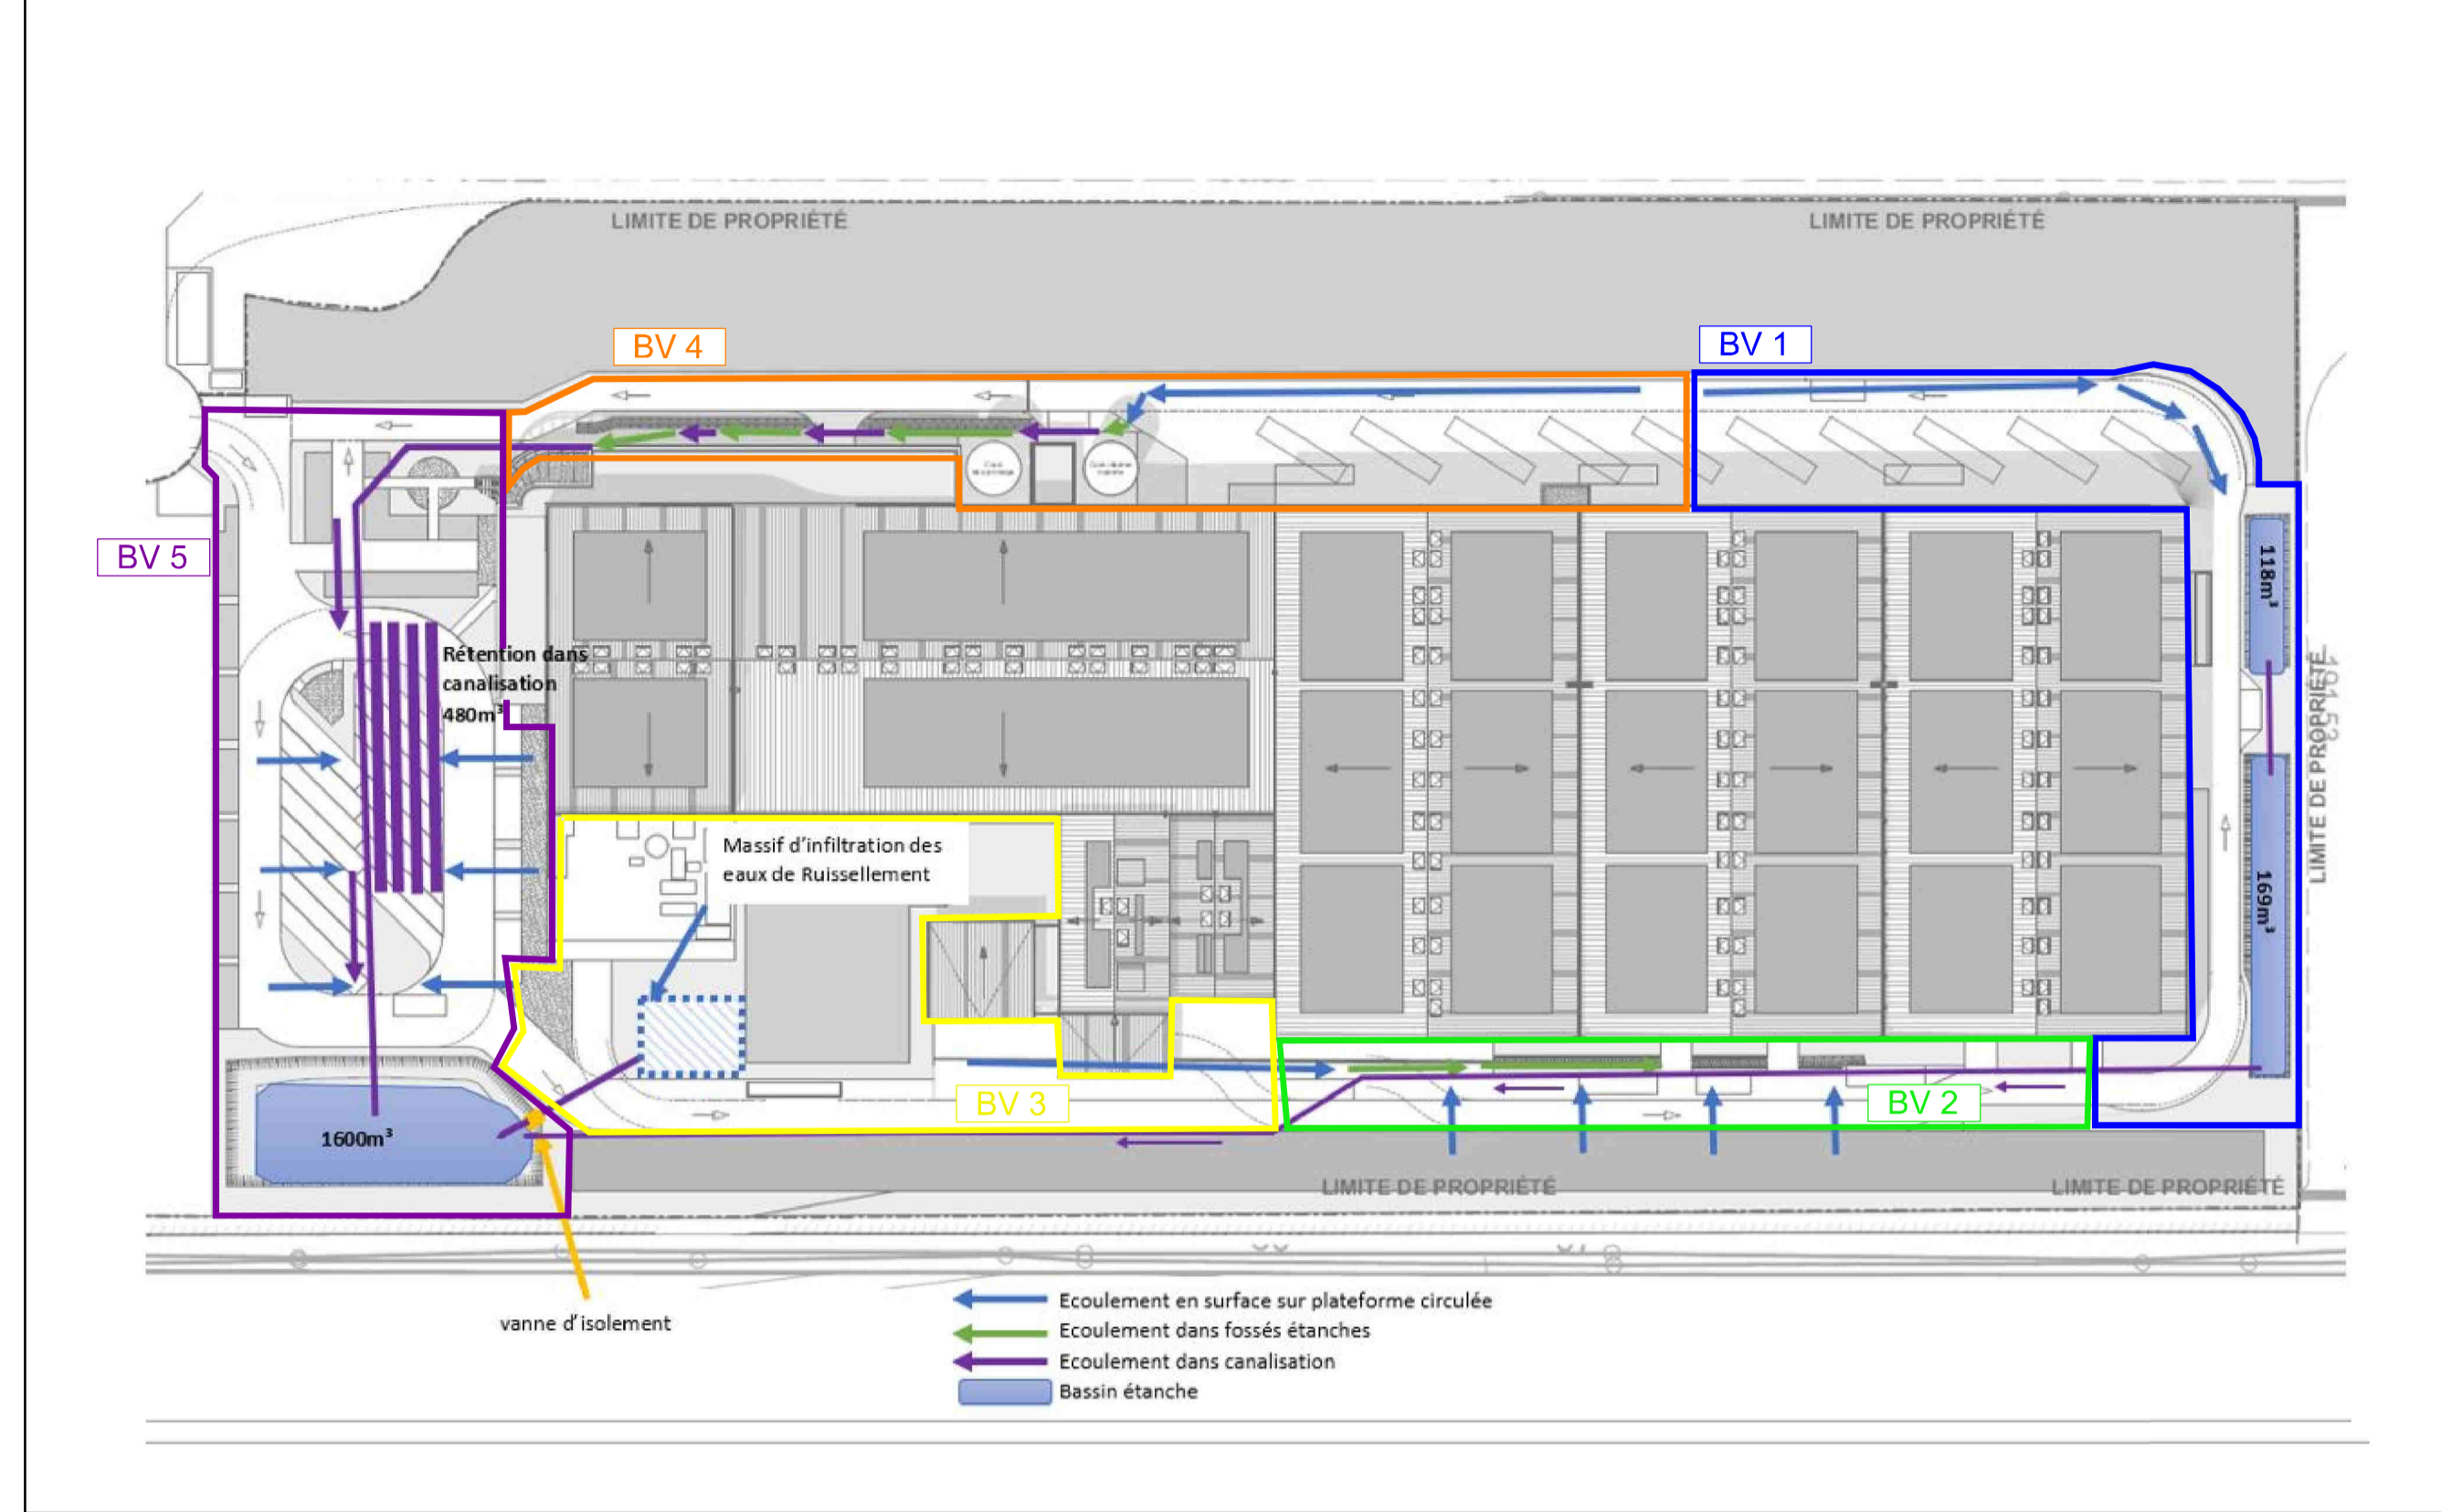 LIMITE DE PROPRIÉTÉ
LIMITE DE PROPRIÉTÉ
BV 4
BV 1
BV 5
118m³
Rétention dans
canalisation
480m³
LIMITE DE PROPRIÉTÉ
Massif d'infiltration des
eaux de Ruissellement
169m³
BV 3
BV 2
1600m³
LIMITE DE PROPRIÉTÉ
LIMITE DE PROPRIÉTÉ
vanne d'isolement
Ecoulement en surface sur plateforme circulée
Ecoulement dans fossés étanches
Ecoulement dans canalisation
Bassin étanche